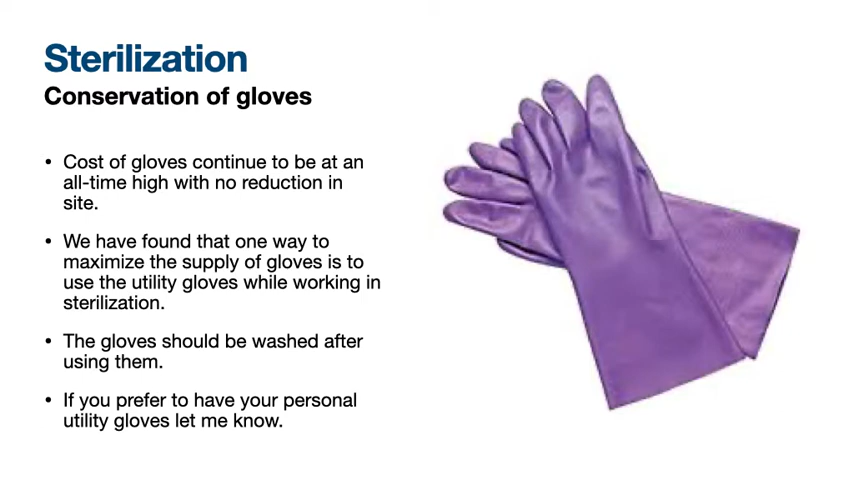 Sterilization
Conservation of gloves
• Cost of gloves continue to be at an
all-time high with no reduction in
site.
• We have found that one way to
maximize the supply of gloves is to
use the utility gloves while working in
sterilization.
• The gloves should be washed after
using them.
• If you prefer to have your personal
utility gloves let me know.